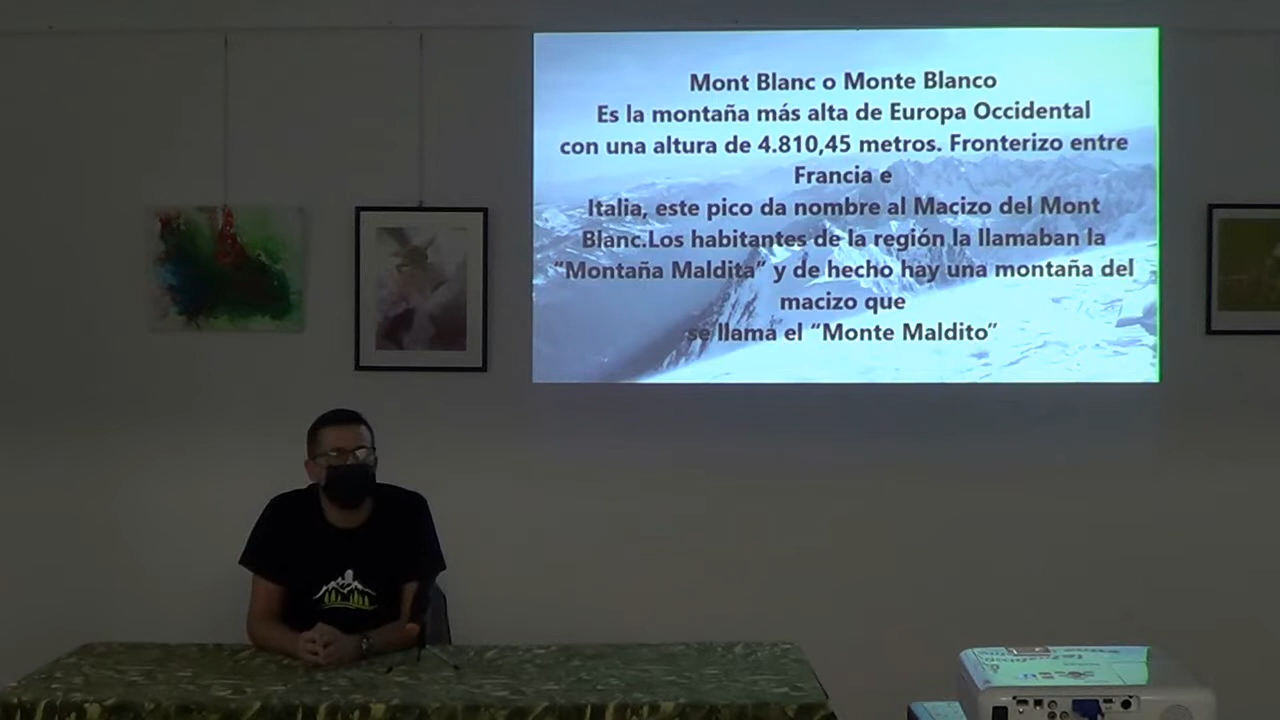 Mont Blanc o Monte Blanco
Es la montaña más alta de Europa Occidental
con una altura de 4.810,45 metros. Fronterizo entre
Francia e
Italia, este pico da nombre al Macizo del Mont
Blanc.Los habitantes de la región la llamaban la
“Montaña Maldita” y de hecho hay una montaña del
macizo que
se llama el “Monte Maldito”